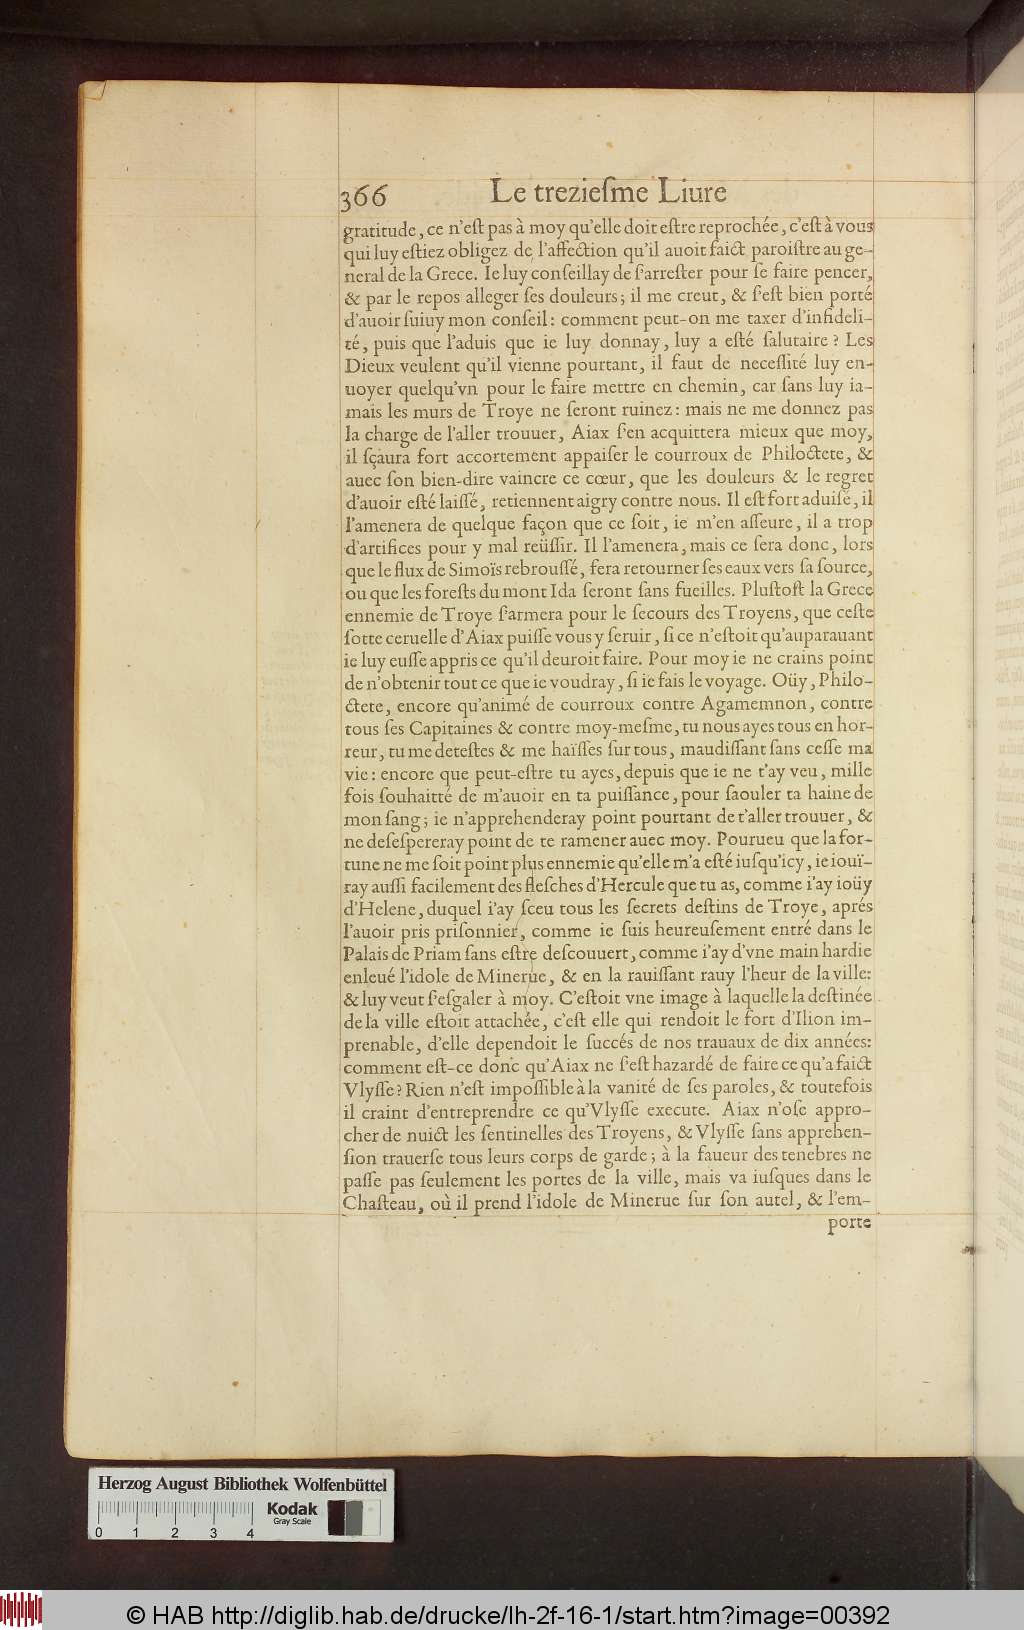 366 Le treziesme Liure
gratitude, ce n'eſt pas à moy qu'elle doit eſtre reprochée, c'eſt à vous
qui luy eſtiez obligez de l'affection qu'il auoit faict paroiſtre au ge-
neral de la Grece. Ie luy conſeillay de ſ'arreſter pour ſe faire pencer,
& par le repos alleger ſes douleurs; il me creut, & ſ'eſt bien porté
d'auoir ſuiuy mon conſeil: comment peut-on me taxer d'infideli-
té, puis que l'aduis que ie luy donnay, luy a eſté ſalutaire? Les
Dieux veulent qu'il vienne pourtant, il faut de neceſſité luy en-
uoyer quelqu'vn pour le faire mettre en chemin, car ſans luy ia-
mais les murs de Troye ne ſeront ruinez: mais ne me donnez pas
la charge de l'aller trouuer, Aiax ſ'en acquittera mieux que moy,
il ſçaura fort accortement appaiſer le courroux de Philoctete, &
auec ſon bien-dire vaincre ce cœur, que les douleurs & le regret
d'auoir eſté laiſſé, retiennent aigry contre nous. Il eſt fort aduiſé, il
l'amenera de quelque façon que ce ſoit, ie m'en aſſeure, il a trop
d'artifices pour y mal reüſſir. Il l'amenera, mais ce ſera donc, lors
que le flux de Simoïs rebrouſſé, fera retourner ſes eaux vers ſa ſource,
ou que les foreſts du mont Ida ſeront ſans fueilles. Pluſtoſt la Grece
ennemie de Troye ſ'armera pour le ſecours des Troyens, que ceſte
ſotte ceruelle d'Aiax puiſſe vous y ſeruir, ſi ce n'eſtoit qu'auparauant
ie luy euſſe appris ce qu'il deuroit faire. Pour moy ie ne crains point
de n'obtenir tout ce que ie voudray, ſi ie fais le voyage. Oüy, Philo-
ctete, encore qu'animé de courroux contre Agamemnon, contre
tous ſes Capitaines & contre moy-meſme, tu nous ayes tous en hor-
reur, tu me deteſtes & me haïſſes ſur tous, maudiſſant ſans ceſſe ma
vie: encore que peut-eſtre tu ayes, depuis que ie ne t'ay veu, mille
fois ſouhaitté de m'auoir en ta puiſſance, pour ſaouler ta haine de
mon ſang; ie n'apprehenderay point pourtant de t'aller trouuer, &
ne deſeſpereray point de te ramener auec moy. Pourueu que la for-
tune ne me ſoit point plus ennemie qu'elle m'a eſté iuſqu'icy, ie iouï-
ray auſſi facilement des fleſches d'Hercule que tu as, comme i'ay ioüy
d'Helene, duquel i'ay ſceu tous les ſecrets deſtins de Troye, aprés
l'auoir pris priſonnier, comme ie ſuis heureuſement entré dans le
Palais de Priam ſans eſtre deſcouuert, comme i'ay d'vne main hardie
enleué l'idole de Minerue, & en la rauiſſant rauy l'heur de la ville:
& luy veut ſ'eſgaler à moy. C'eſtoit vne image à laquelle la deſtinée
de la ville eſtoit attachée, c'eſt elle qui rendoit le fort d'Ilion im-
prenable, d'elle dependoit le ſuccés de nos trauaux de dix années:
comment eſt-ce donc qu'Aiax ne ſ'eſt hazardé de faire ce qu'a faict
Vlyſſe? Rien n'eſt impoſſible à la vanité de ſes paroles, & toutefois
il craint d'entreprendre ce qu'Vlyſſe execute. Aiax n'oſe appro-
cher de nuict les ſentinelles des Troyens, & Vlyſſe ſans apprehen-
ſion trauerſe tous leurs corps de garde; à la faueur des tenebres ne
paſſe pas ſeulement les portes de la ville, mais va iuſques dans le
Chaſteau, où il prend l'idole de Minerue ſur ſon autel, & l'em-
porte
Herzog August Bibliothek Wolfenbüttel
Kodak
Gray Scale
0 1 2 3 4
© HAB http://diglib.hab.de/drucke/lh-2f-16-1/start.htm?image=00392